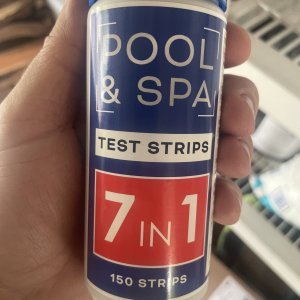 POOL
& SPA
TEST STRIPS
7 IN 1
150 STRIPS